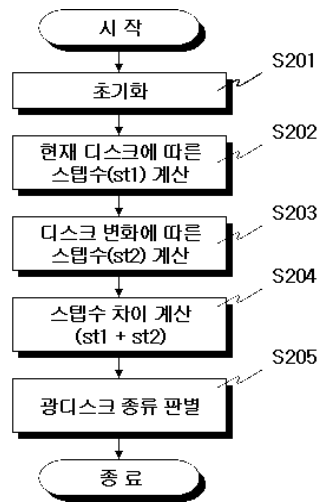 시 작
S201
초기화
S202
현재 디스크에 따른
스텝수(st1) 계산
S203
디스크 변화에 따른
스텝수(st2) 계산
S204
스텝수 차이 계산
(st1 + st2)
S205
광디스크 종류 판별
종 료